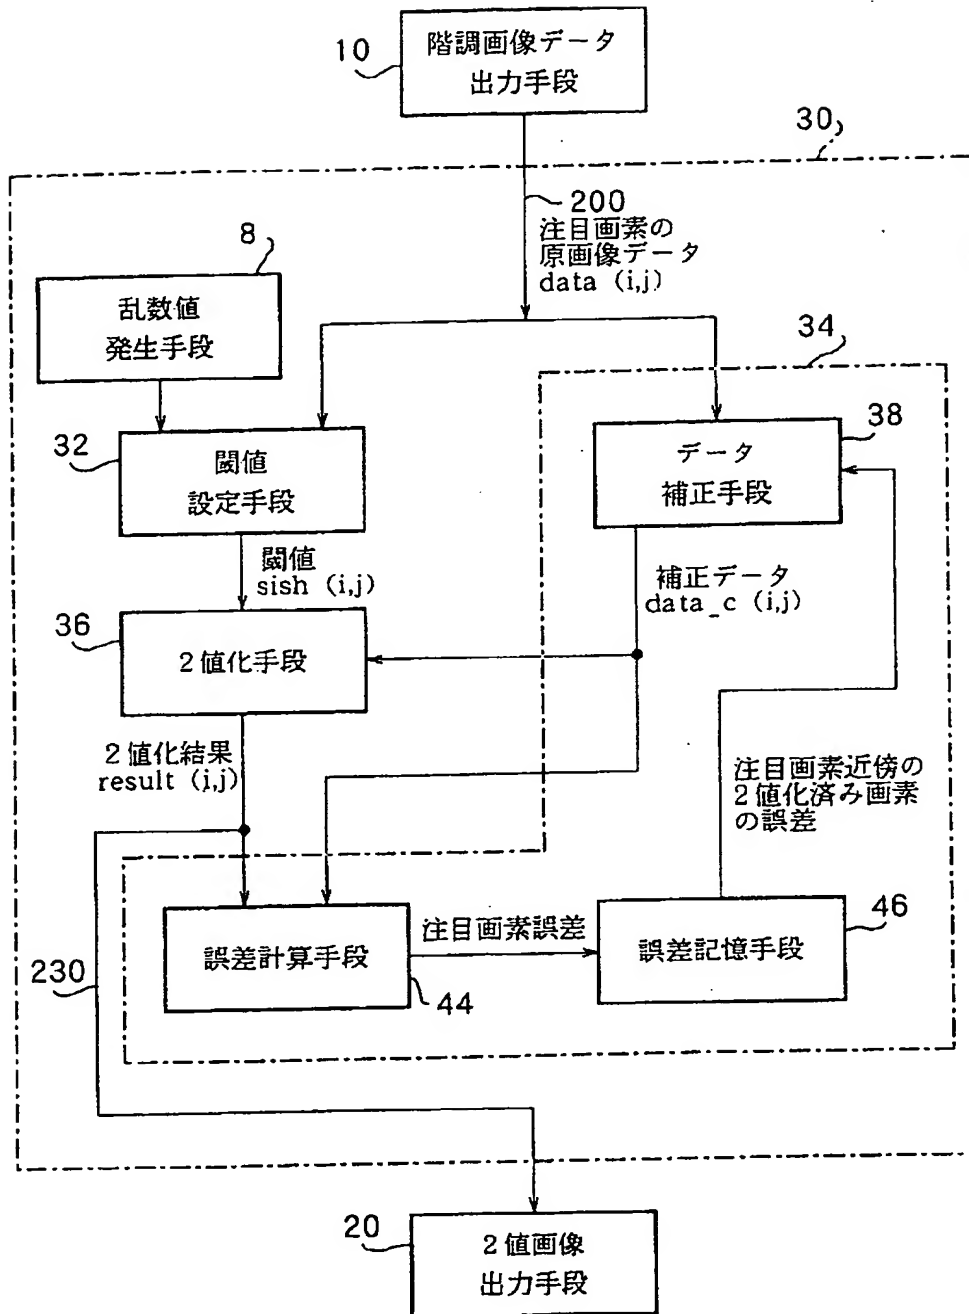 10
階調画像データ
出力手段
30
200
注目画素の
原画像データ
data (i,j)
8
乱数値
発生手段
34
32
閾値
設定手段
38
データ
補正手段
閾値
sish (i,j)
補正データ
data_c (i,j)
36
2値化手段
2値化結果
result (i,j)
注目画素近傍の
2値化済み画素
の誤差
誤差計算手段
44
注目画素誤差
46
誤差記憶手段
230
20
2値画像
出力手段